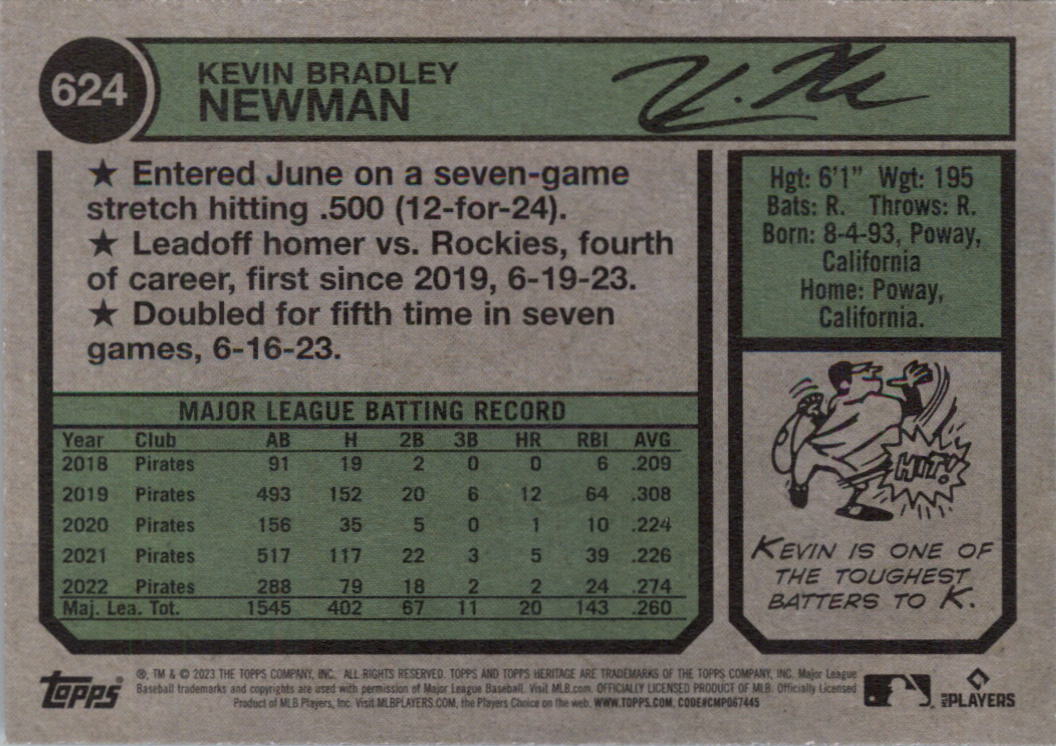 624
KEVIN BRADLEY
NEWMAN
★ Entered June on a seven-game
stretch hitting .500 (12-for-24).
★ Leadoff homer vs. Rockies, fourth
of career, first since 2019, 6-19-23.
★ Doubled for fifth time in seven
games, 6-16-23.
Hgt: 6'1" Wgt: 195
Bats: R. Throws: R.
Born: 8-4-93, Poway,
California
Home: Poway,
California.
MAJOR LEAGUE BATTING RECORD
Year Club AB H 2B 3B HR RBI AVG
2018 Pirates 91 19 2 0 0 6 .209
2019 Pirates 493 152 20 6 12 64 .308
2020 Pirates 156 35 5 0 1 10 .224
2021 Pirates 517 117 22 3 5 39 .226
2022 Pirates 288 79 18 2 2 24 .274
Maj. Lea. Tot. 1545 402 67 11 20 143 .260
HIT!
KEVIN IS ONE OF
THE TOUGHEST
BATTERS TO K.
TOPPS
®, TM & © 2023 THE TOPPS COMPANY, INC. ALL RIGHTS RESERVED. TOPPS AND TOPPS HERITAGE ARE TRADEMARKS OF THE TOPPS COMPANY, INC. Major League
Baseball trademarks and copyrights are used with permission of Major League Baseball. Visit MLB.com. OFFICIALLY LICENSED PRODUCT OF MLB. Officially Licensed
Product of MLB Players, Inc. Visit MLBPLAYERS.COM, the Players Choice on the web. WWW.TOPPS.COM. CODE#CMP067445
MLB PLAYERS